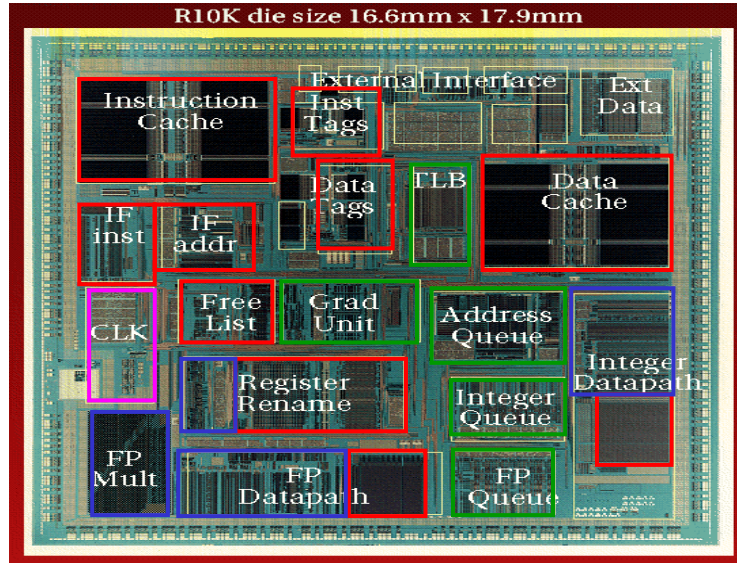 R10K die size 16.6mm x 17.9mm
External Interface
Instruction
Cache
Inst
Tags
Ext
Data
Data
Tags
TLB
Data
Cache
IF
inst
IF
addr
CLK
Free
List
Grad
Unit
Address
Queue
Integer
Datapath
Register
Rename
Integer
Queue
FP
Mult
FP
Datapath
FP
Queue